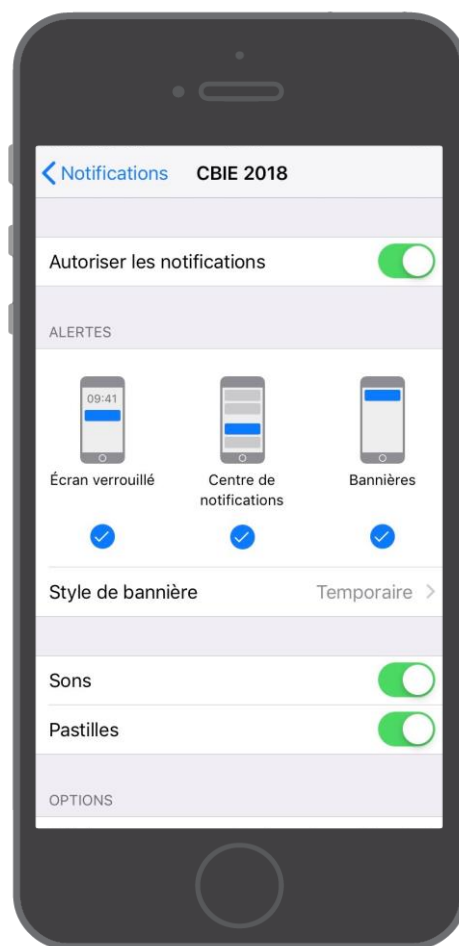 Notifications CBIE 2018
Autoriser les notifications
ALERTES
09:41
Écran verrouillé
Centre de
notifications
Bannières
Style de bannière Temporaire
Sons
Pastilles
OPTIONS